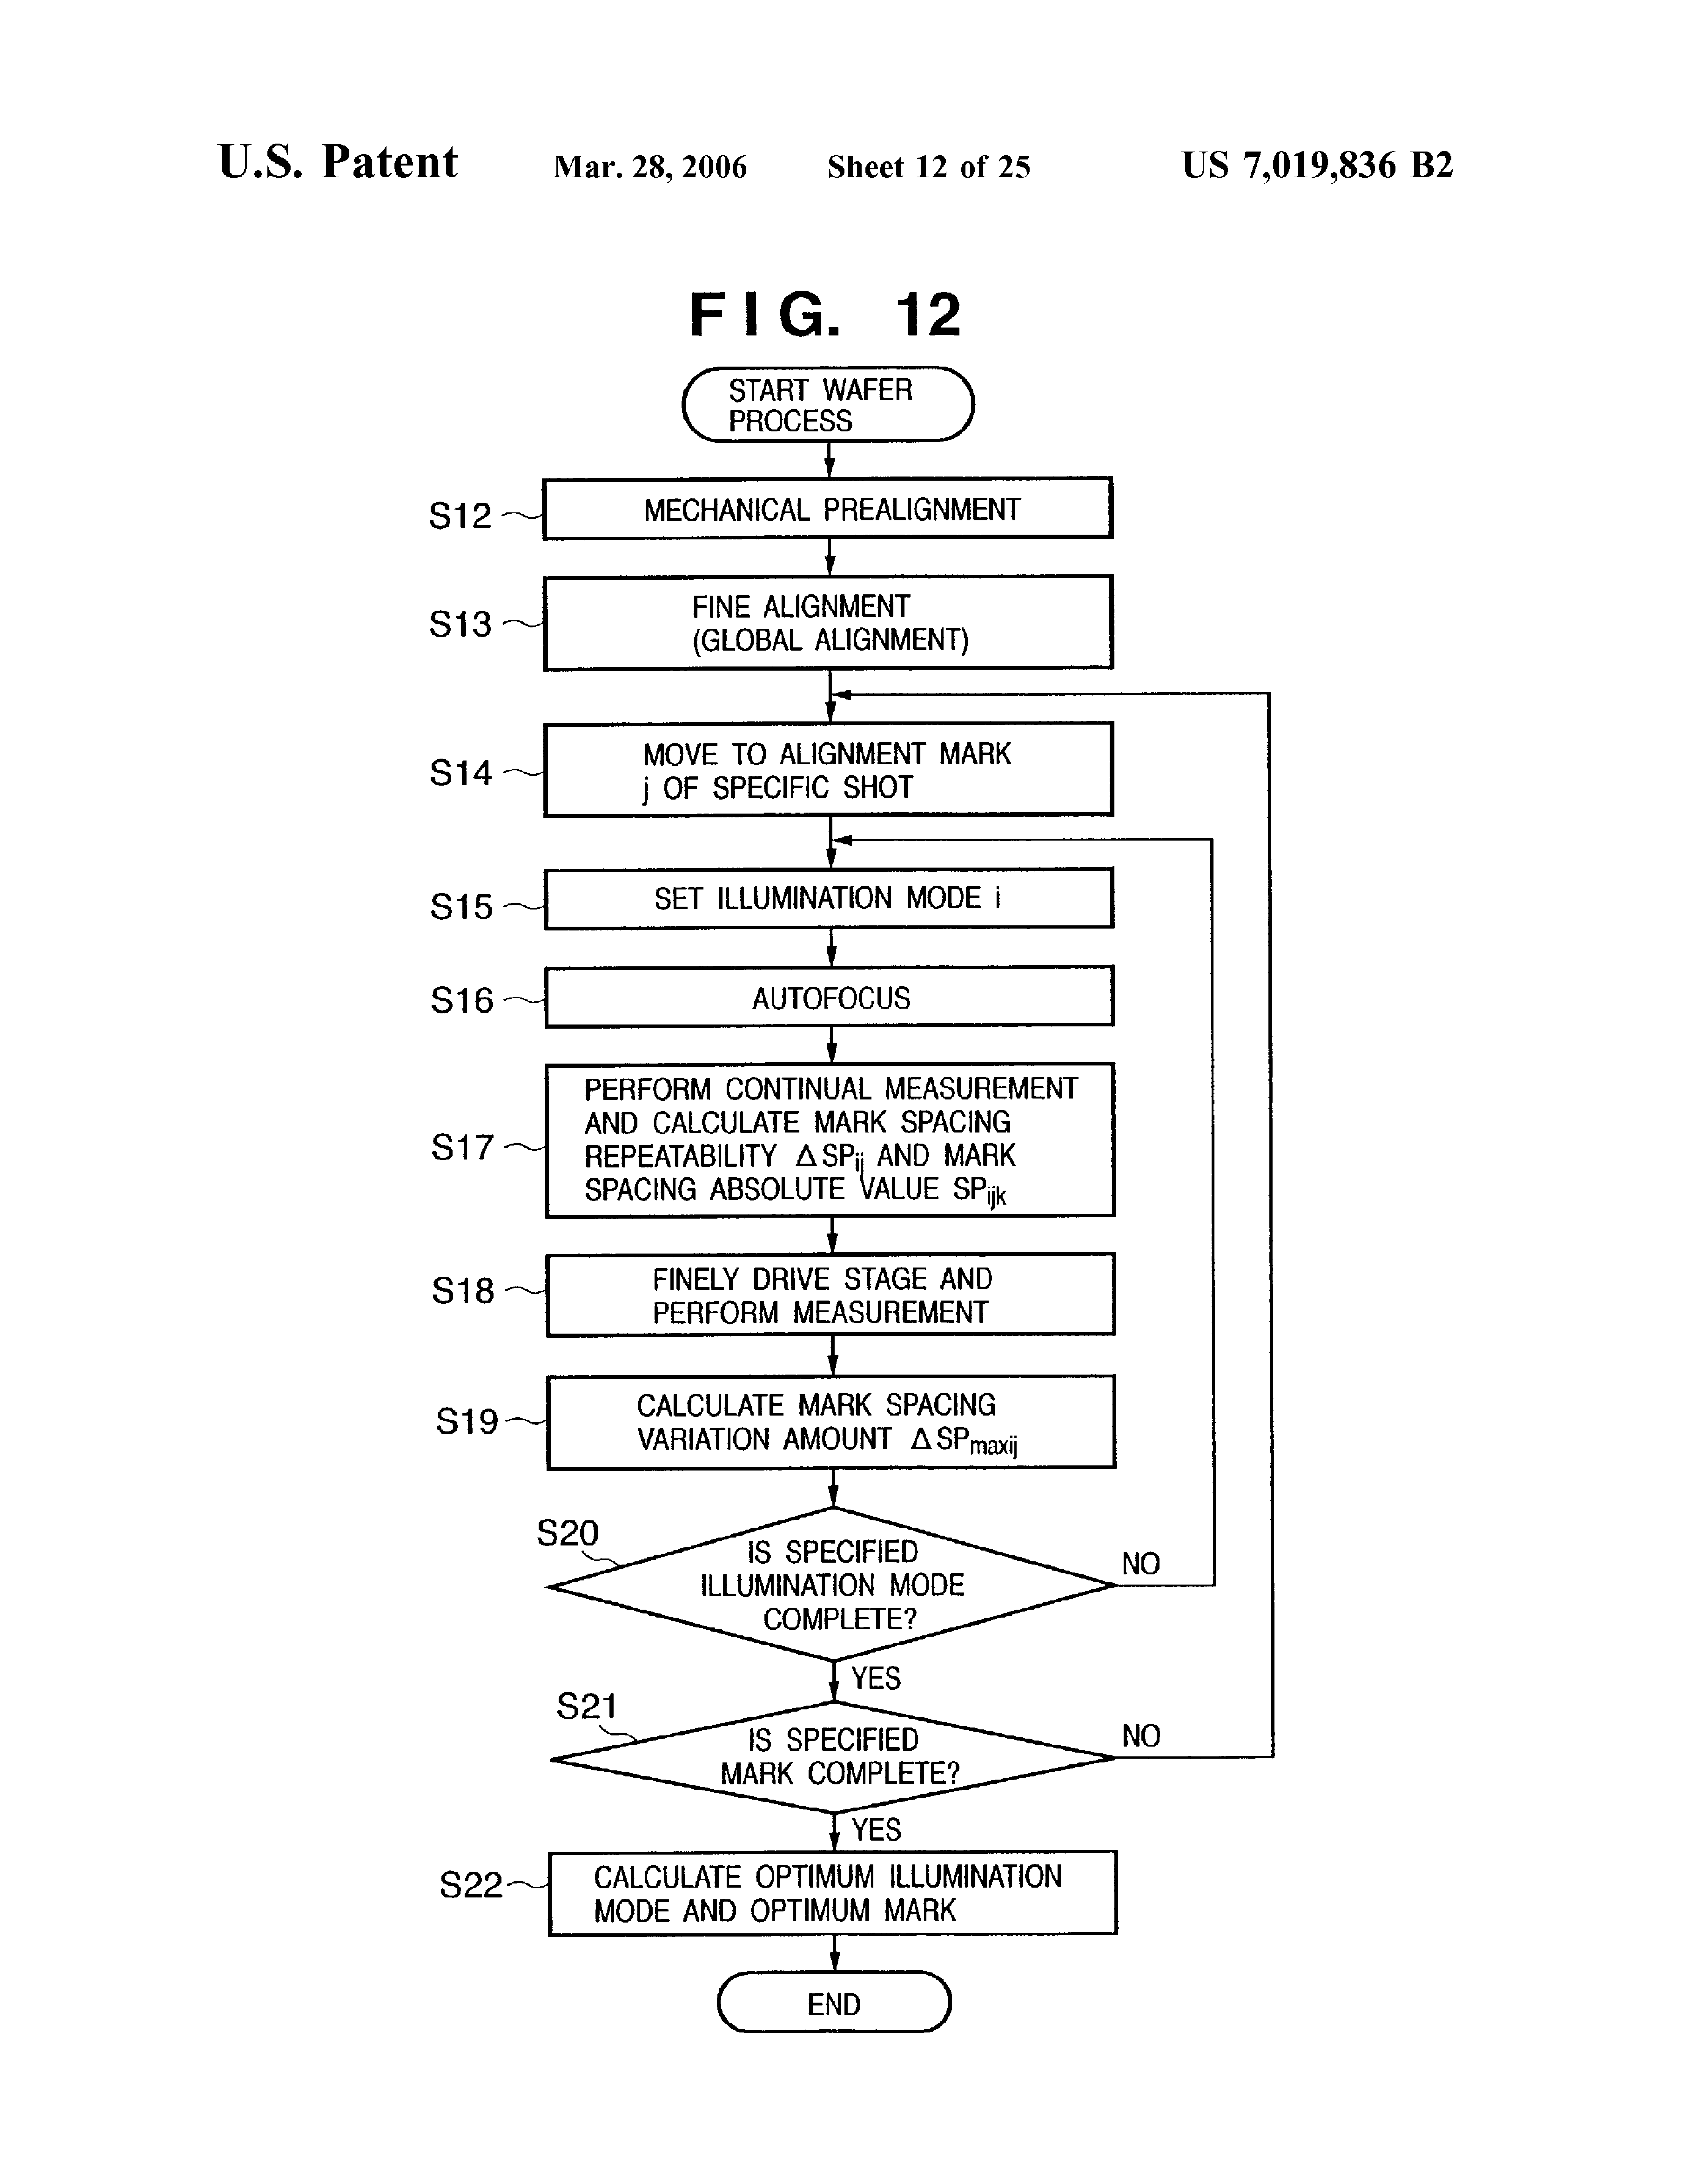 U.S. Patent Mar. 28, 2006 Sheet 12 of 25 US 7,019,836 B2
FIG. 12
START WAFER
PROCESS
S12
MECHANICAL PREALIGNMENT
S13
FINE ALIGNMENT
(GLOBAL ALIGNMENT)
S14
MOVE TO ALIGNMENT MARK
j OF SPECIFIC SHOT
S15
SET ILLUMINATION MODE i
S16
AUTOFOCUS
S17
PERFORM CONTINUAL MEASUREMENT
AND CALCULATE MARK SPACING
REPEATABILITY ΔSPij AND MARK
SPACING ABSOLUTE VALUE SPijk
S18
FINELY DRIVE STAGE AND
PERFORM MEASUREMENT
S19
CALCULATE MARK SPACING
VARIATION AMOUNT ΔSPmaxij
S20
IS SPECIFIED
ILLUMINATION MODE
COMPLETE?
NO
YES
S21
IS SPECIFIED
MARK COMPLETE?
NO
YES
S22
CALCULATE OPTIMUM ILLUMINATION
MODE AND OPTIMUM MARK
END